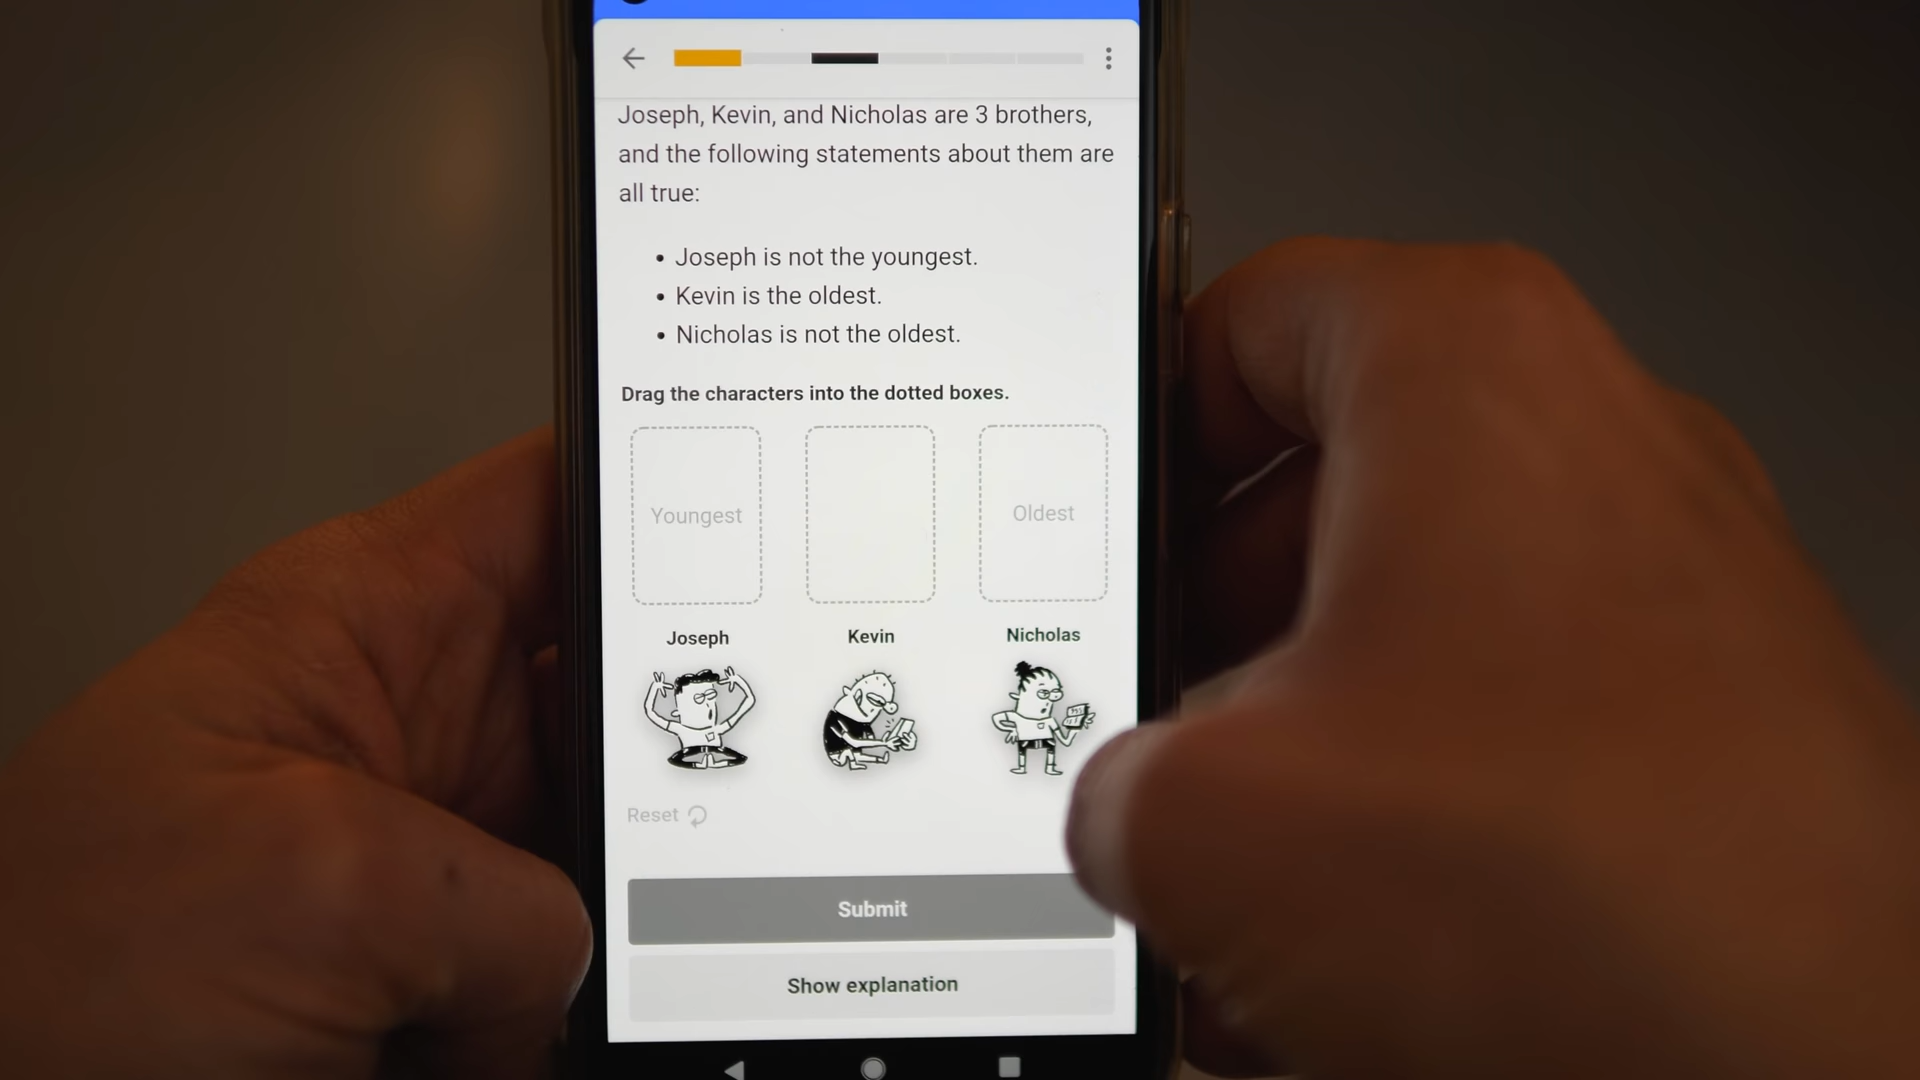 Joseph, Kevin, and Nicholas are 3 brothers,
and the following statements about them are
all true:
• Joseph is not the youngest.
• Kevin is the oldest.
• Nicholas is not the oldest.
Drag the characters into the dotted boxes.
Youngest
Oldest
Joseph
Kevin
Nicholas
Reset
Submit
Show explanation